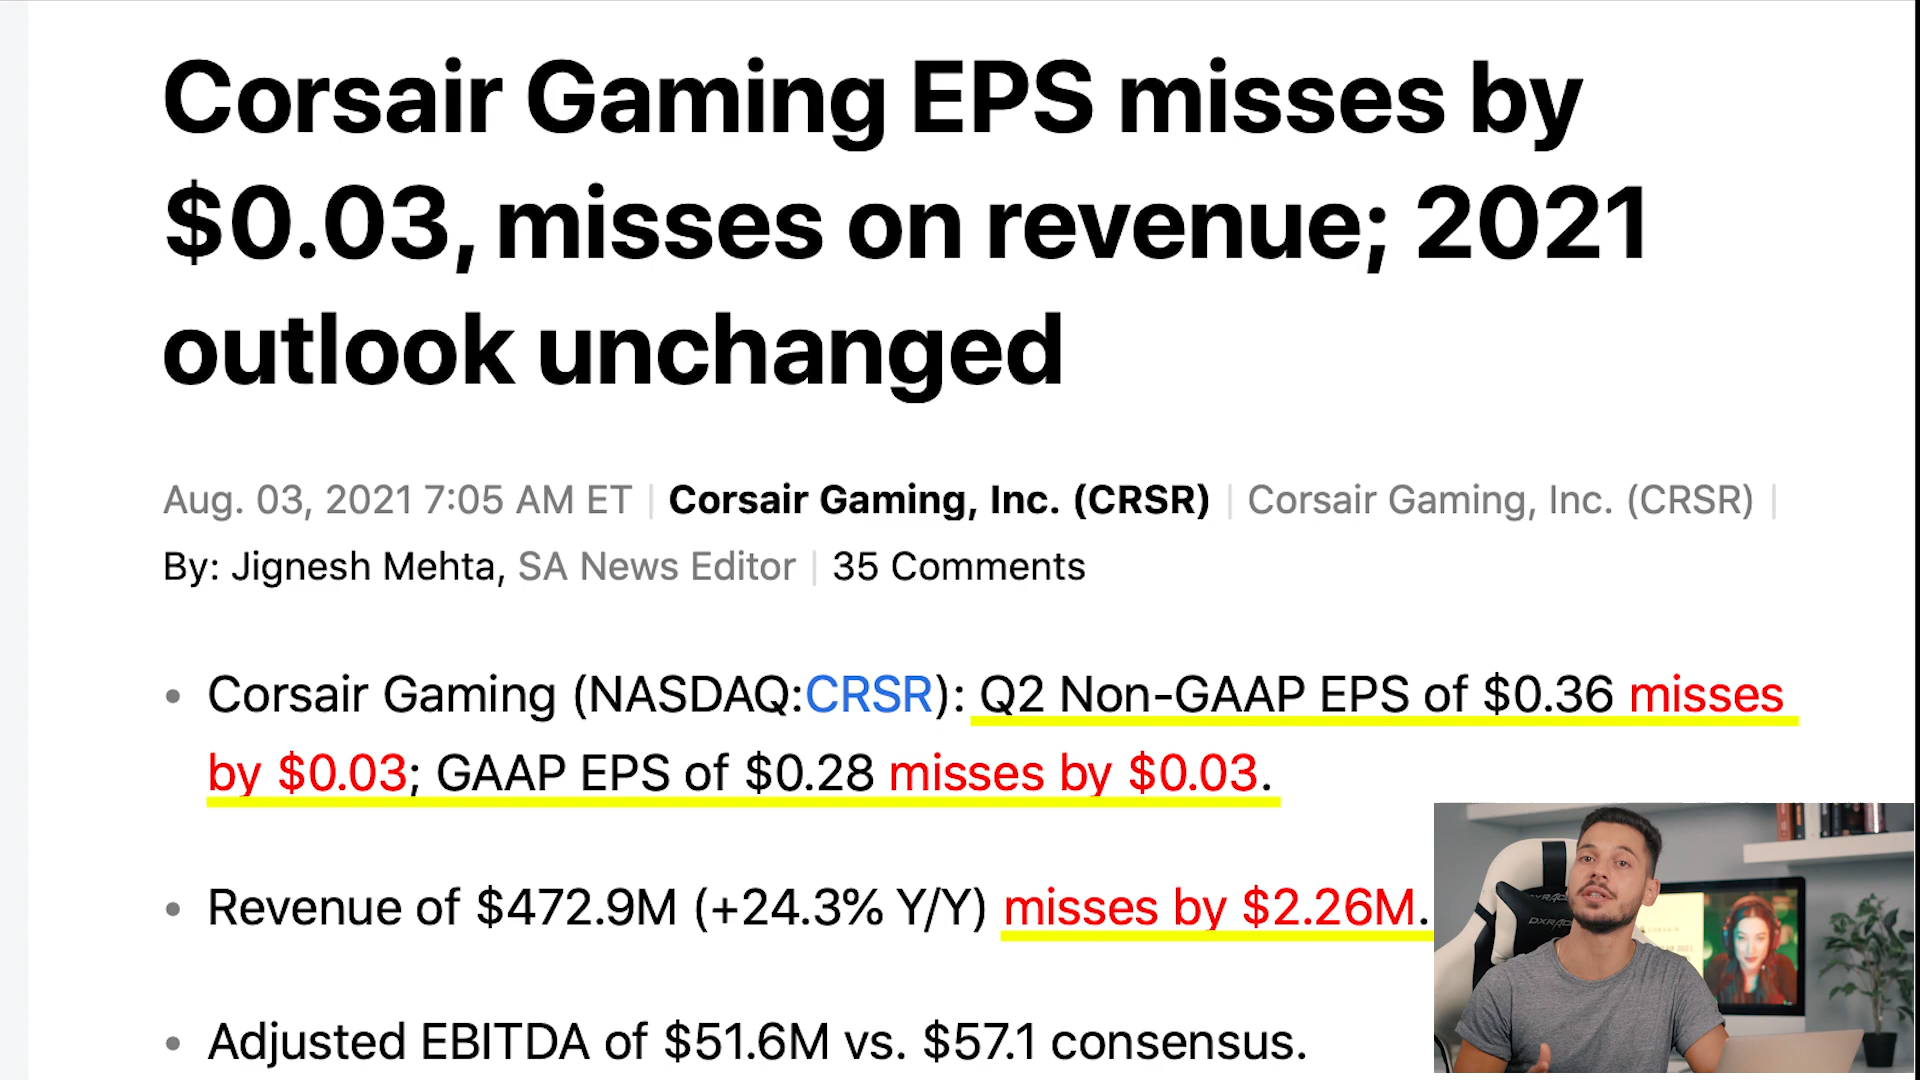 Corsair Gaming EPS misses by
$0.03, misses on revenue; 2021
outlook unchanged
Aug. 03, 2021 7:05 AM ET | Corsair Gaming, Inc. (CRSR) | Corsair Gaming, Inc. (CRSR) |
By: Jignesh Mehta, SA News Editor | 35 Comments
• Corsair Gaming (NASDAQ:CRSR): Q2 Non-GAAP EPS of $0.36 misses
by $0.03; GAAP EPS of $0.28 misses by $0.03.
• Revenue of $472.9M (+24.3% Y/Y) misses by $2.26M.
• Adjusted EBITDA of $51.6M vs. $57.1 consensus.